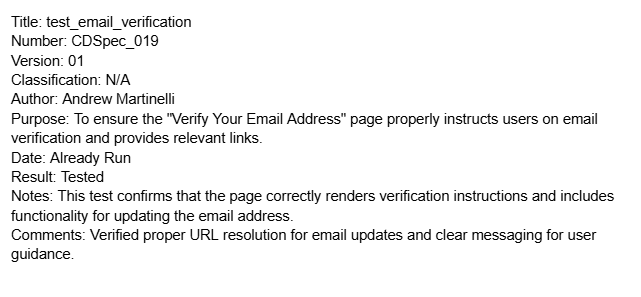 Title: test_email_verification
Number: CDSpec_019
Version: 01
Classification: N/A
Author: Andrew Martinelli
Purpose: To ensure the "Verify Your Email Address" page properly instructs users on email
verification and provides relevant links.
Date: Already Run
Result: Tested
Notes: This test confirms that the page correctly renders verification instructions and includes
functionality for updating the email address.
Comments: Verified proper URL resolution for email updates and clear messaging for user
guidance.